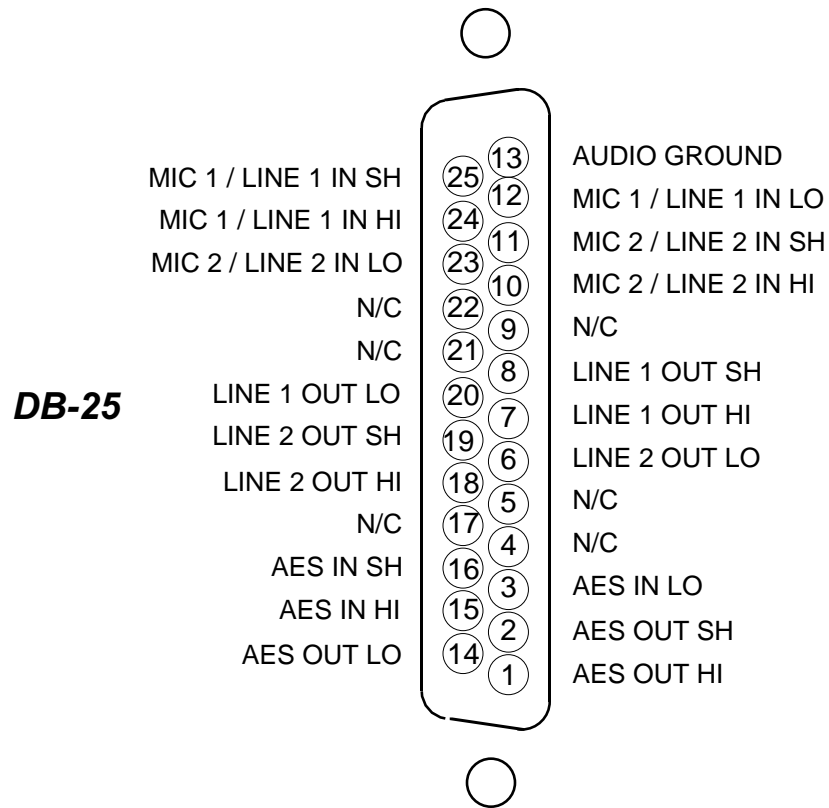 13 AUDIO GROUND
MIC 1 / LINE 1 IN SH 25
12 MIC 1 / LINE 1 IN LO
MIC 1 / LINE 1 IN HI 24
11 MIC 2 / LINE 2 IN SH
MIC 2 / LINE 2 IN LO 23
10 MIC 2 / LINE 2 IN HI
N/C 22
9 N/C
N/C 21
8 LINE 1 OUT SH
DB-25
LINE 1 OUT LO 20
7 LINE 1 OUT HI
LINE 2 OUT SH 19
6 LINE 2 OUT LO
LINE 2 OUT HI 18
5 N/C
N/C 17
4 N/C
AES IN SH 16
3 AES IN LO
AES IN HI 15
2 AES OUT SH
AES OUT LO 14
1 AES OUT HI